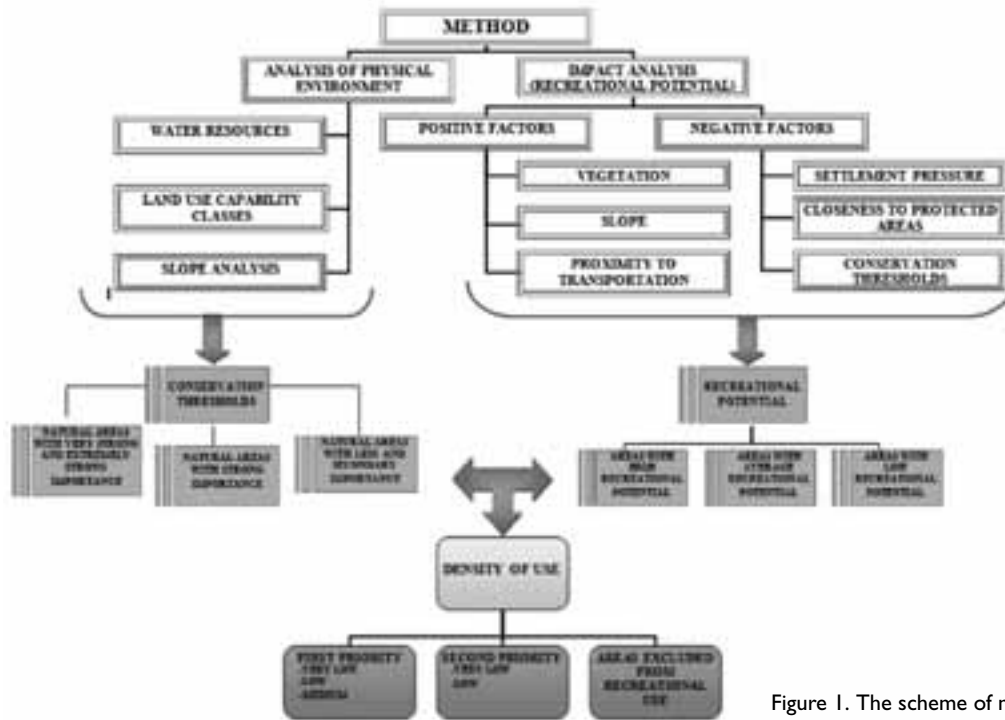 METHOD
ANALYSIS OF PHYSICAL
ENVIRONMENT
IMPACT ANALYSIS
(RECREATIONAL POTENTIAL)
WATER RESOURCES
LAND USE CAPABILITY
CLASSES
SLOPE ANALYSIS
POSITIVE FACTORS
NEGATIVE FACTORS
VEGETATION
SLOPE
PROXIMITY TO
TRANSPORTATION
SETTLEMENT PRESSURE
CLOSENESS TO PROTECTED
AREAS
CONSERVATION
THRESHOLDS
CONSERVATION
THRESHOLDS
NATURAL AREAS
WITH VERY STRONG
AND EXTREMELY
STRONG
IMPORTANCE
NATURAL AREAS
WITH STRONG
IMPORTANCE
NATURAL AREAS
WITH LESS AND
SECONDARY
IMPORTANCE
RECREATIONAL
POTENTIAL
AREAS WITH
HIGH
RECREATIONAL
POTENTIAL
AREAS WITH
AVERAGE
RECREATIONAL
POTENTIAL
AREAS WITH
LOW
RECREATIONAL
POTENTIAL
DENSITY OF USE
FIRST PRIORITY
-VERY LOW
-LOW
-MEDIUM
SECOND PRIORITY
-VERY LOW
-LOW
AREAS EXCLUDED
FROM
RECREATIONAL
USE
Figure 1. The scheme of